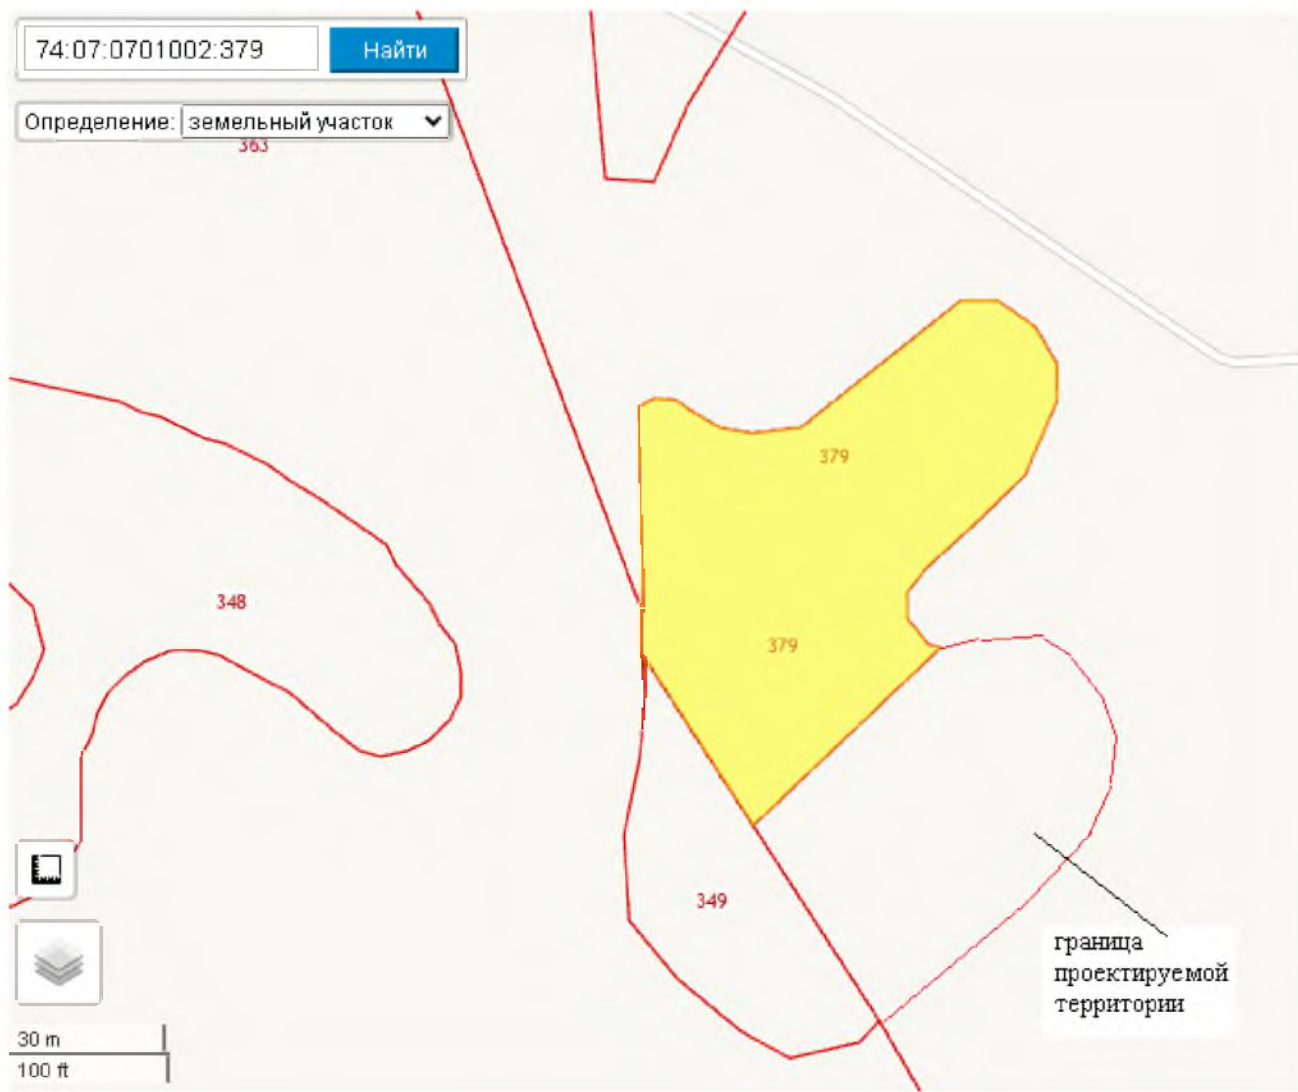 74:07:0701002:379 Найти
Определение: земельный участок
363
379
348
379
349
граница
проектируемой
территории
30 m
100 ft